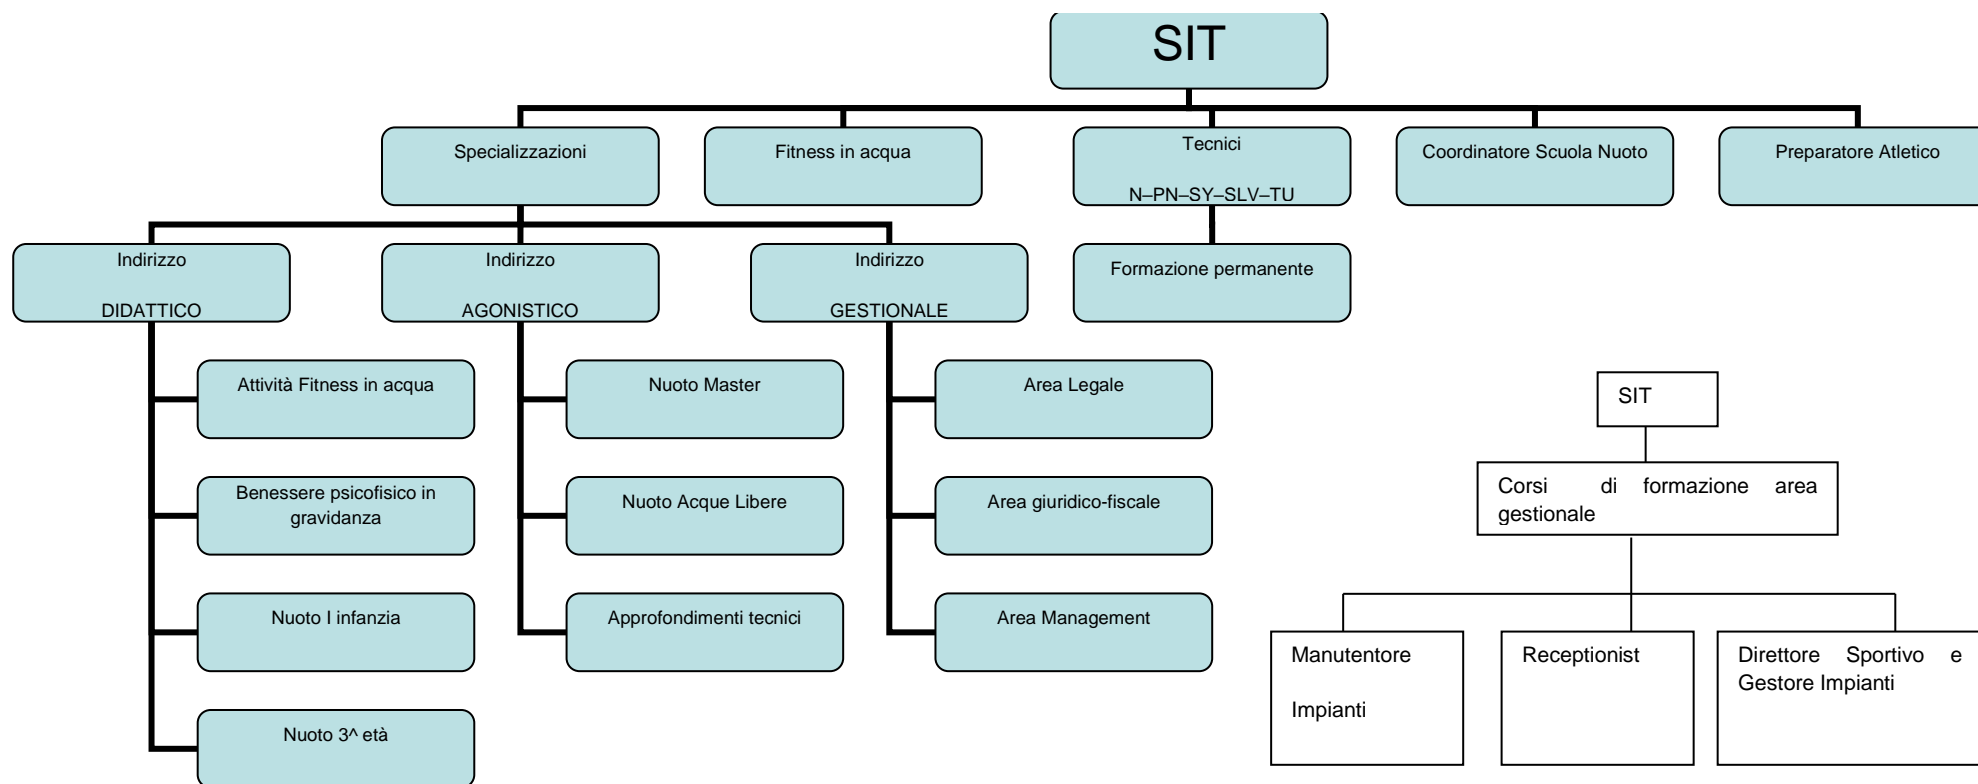 SIT
Specializzazioni
Fitness in acqua
Tecnici
N–PN–SY–SLV–TU
Coordinatore Scuola Nuoto
Preparatore Atletico
Indirizzo
DIDATTICO
Indirizzo
AGONISTICO
Indirizzo
GESTIONALE
Formazione permanente
Attività Fitness in acqua
Benessere psicofisico in
gravidanza
Nuoto I infanzia
Nuoto 3^ età
Nuoto Master
Nuoto Acque Libere
Approfondimenti tecnici
Area Legale
Area giuridico-fiscale
Area Management
SIT
Corsi di formazione area
gestionale
Manutentore
Impianti
Receptionist
Direttore Sportivo e
Gestore Impianti